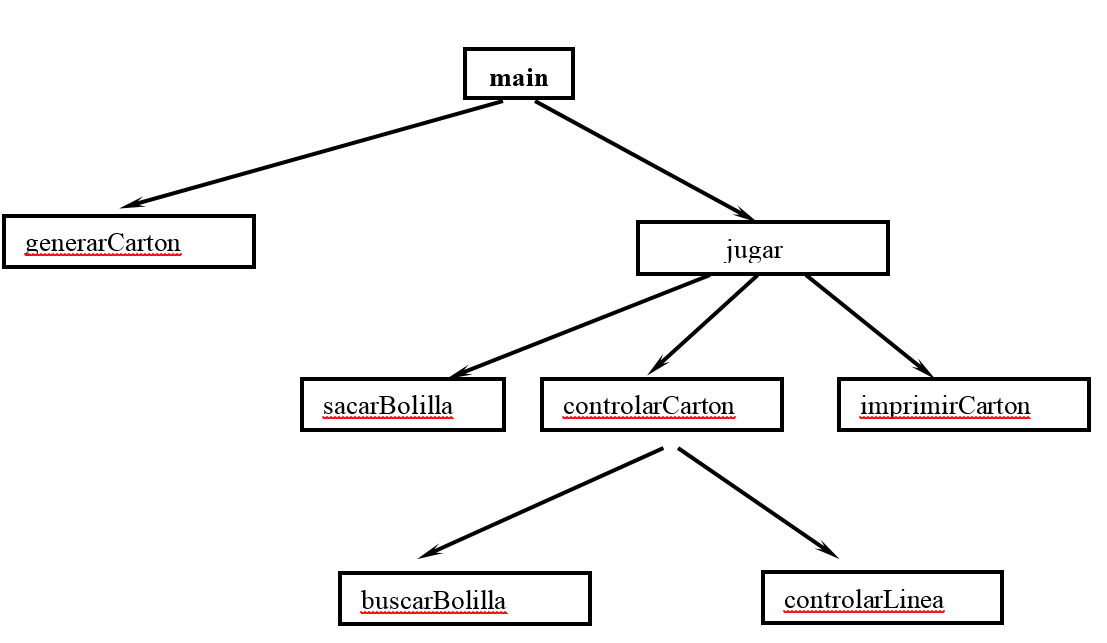 main
generarCarton
jugar
sacarBolilla
controlarCarton
imprimirCarton
buscarBolilla
controlarLinea